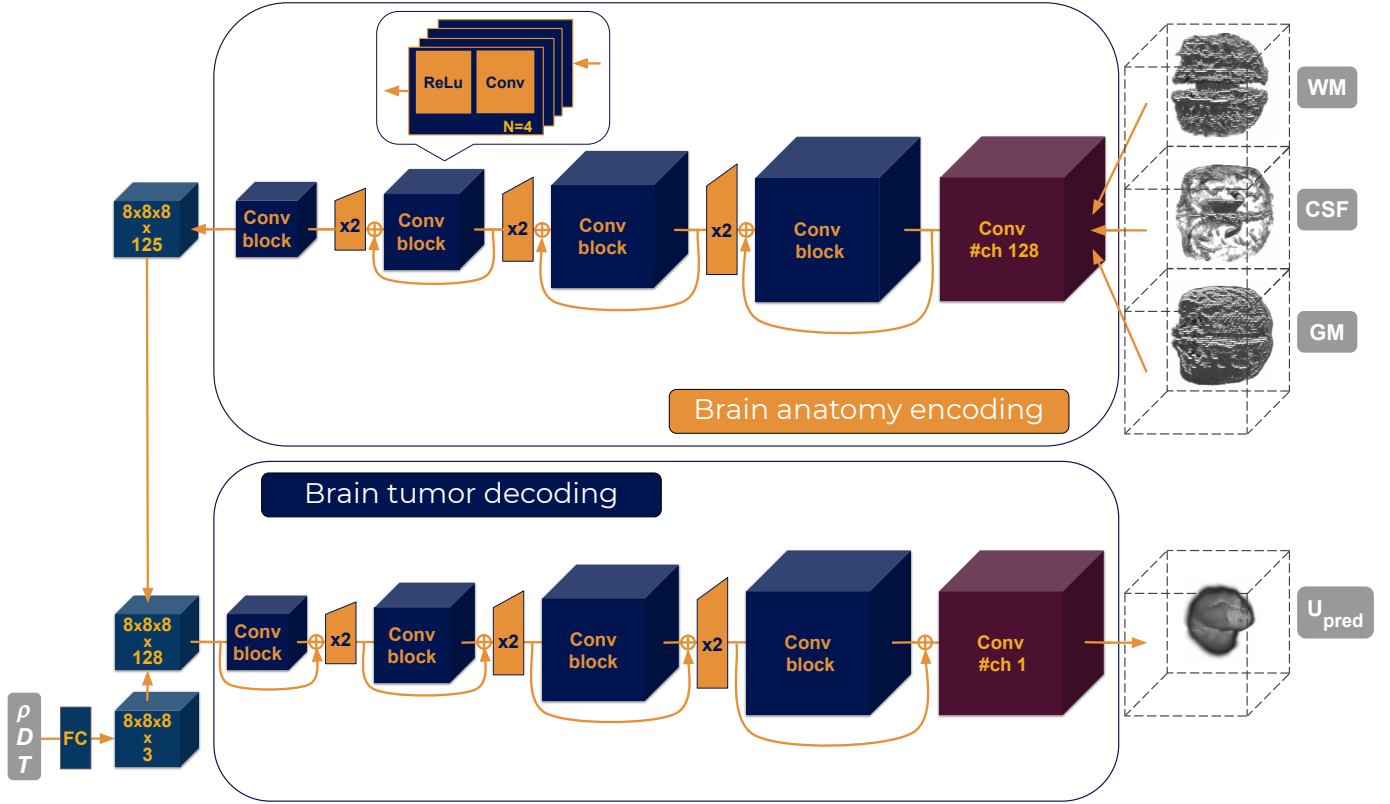 ReLu
Conv
N=4
WM
CSF
GM
8x8x8
x
125
Conv
block
x2
Conv
block
x2
Conv
block
x2
Conv
block
Conv
#ch 128
Brain anatomy encoding
Brain tumor decoding
8x8x8
x
128
Conv
block
x2
Conv
block
x2
Conv
block
x2
Conv
block
Conv
#ch 1
U_pred
ρ
D
T
FC
8x8x8
x
3